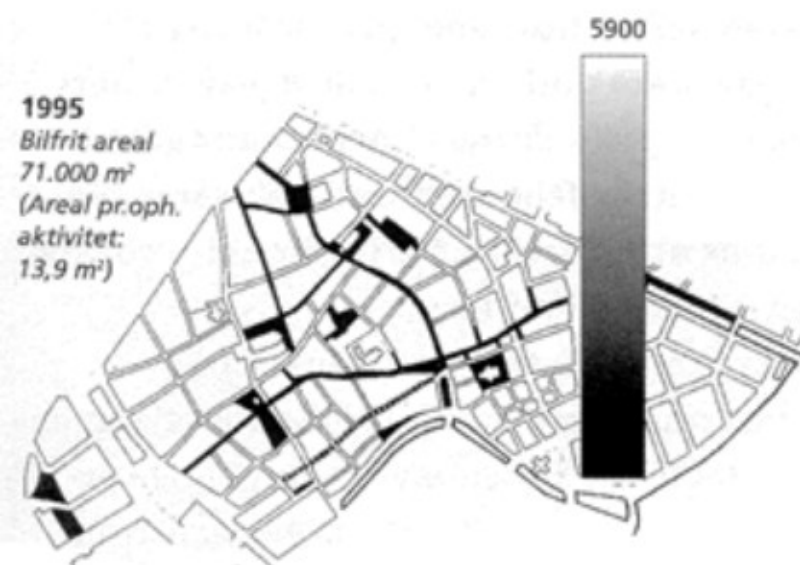 5900
1995
Bilfrit areal
71.000 m²
(Areal pr.oph.
aktivitet:
13,9 m²)